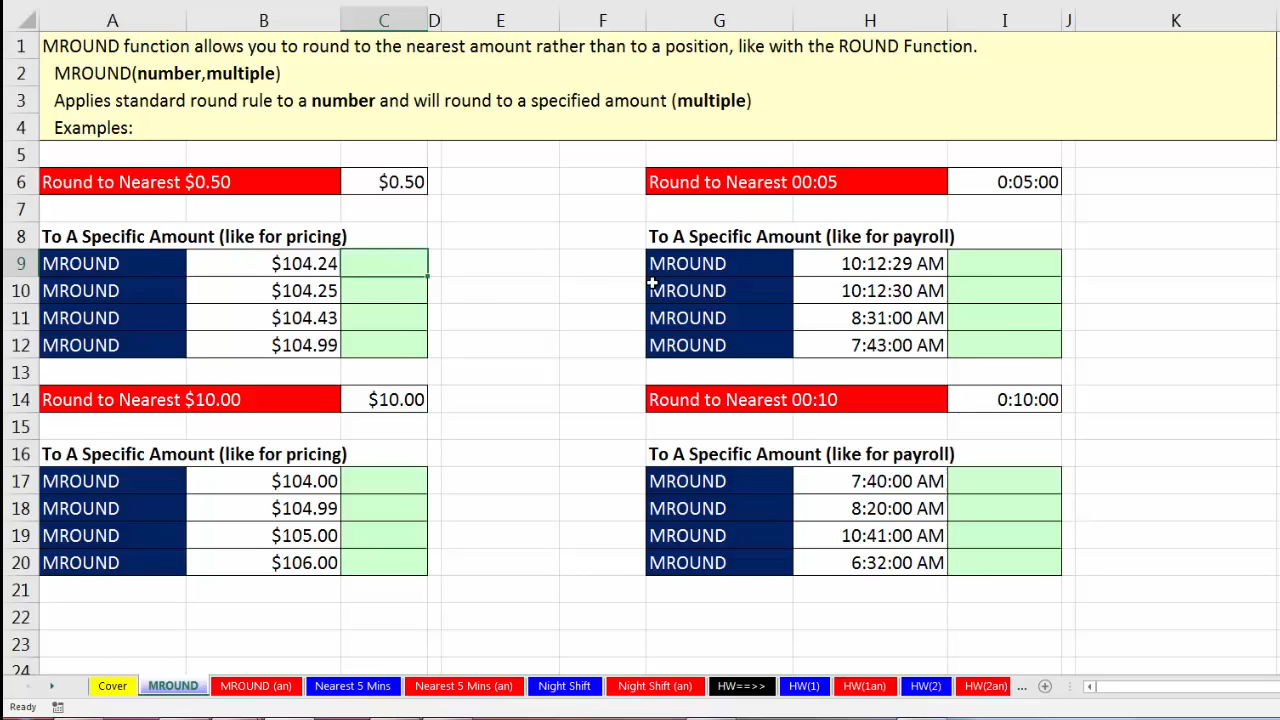 A B C D E F G H I J K
1 MROUND function allows you to round to the nearest amount rather than to a position, like with the ROUND Function.
2 MROUND(number,multiple)
3 Applies standard round rule to a number and will round to a specified amount (multiple)
4 Examples:
5
6 Round to Nearest $0.50 $0.50 Round to Nearest 00:05 0:05:00
7
8 To A Specific Amount (like for pricing) To A Specific Amount (like for payroll)
9 MROUND $104.24 MROUND 10:12:29 AM
10 MROUND $104.25 MROUND 10:12:30 AM
11 MROUND $104.43 MROUND 8:31:00 AM
12 MROUND $104.99 MROUND 7:43:00 AM
13
14 Round to Nearest $10.00 $10.00 Round to Nearest 00:10 0:10:00
15
16 To A Specific Amount (like for pricing) To A Specific Amount (like for payroll)
17 MROUND $104.00 MROUND 7:40:00 AM
18 MROUND $104.99 MROUND 8:20:00 AM
19 MROUND $105.00 MROUND 10:41:00 AM
20 MROUND $106.00 MROUND 6:32:00 AM
21
22
23
24
Cover MROUND MROUND (an) Nearest 5 Mins Nearest 5 Mins (an) Night Shift Night Shift (an) HW==>> HW(1) HW(1an) HW(2) HW(2an) ...
Ready